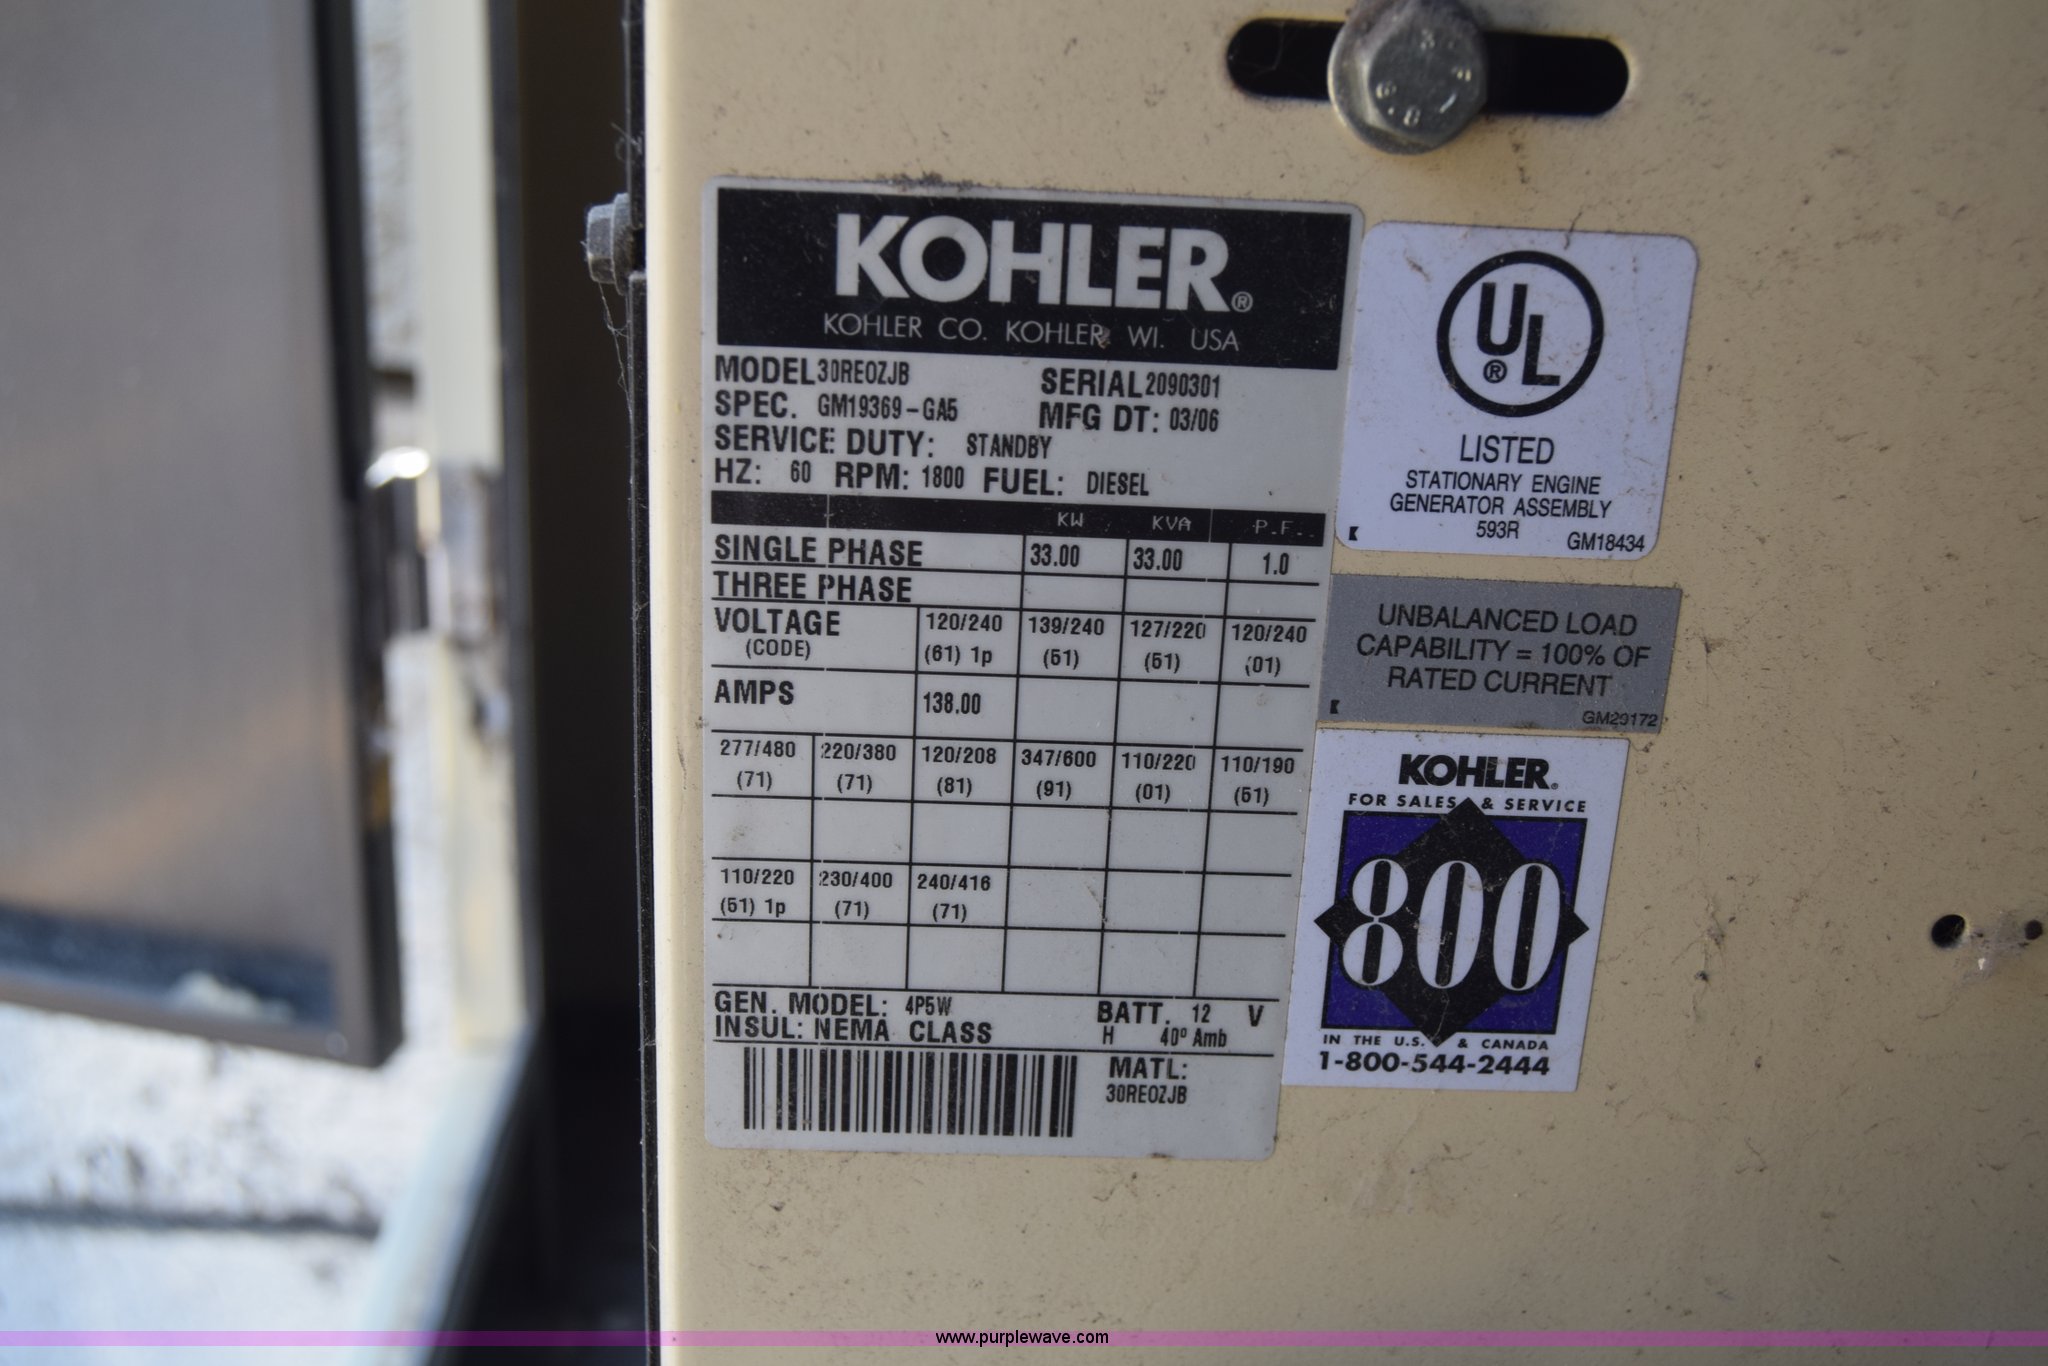 KOHLER®
KOHLER CO. KOHLER, WI. USA
MODEL 30REOZJB SERIAL 2090301
SPEC. GM19369-GA5 MFG DT: 03/06
SERVICE DUTY: STANDBY
HZ: 60 RPM: 1800 FUEL: DIESEL
KW KVA P.F.
SINGLE PHASE 33.00 33.00 1.0
THREE PHASE
VOLTAGE 120/240 139/240 127/220 120/240
(CODE) (61) 1p (51) (61) (01)
AMPS 138.00
277/480 220/380 120/208 347/600 110/220 110/190
(71) (71) (81) (91) (01) (61)
110/220 230/400 240/416
(51) 1p (71) (71)
GEN. MODEL: 4P5W BATT. 12 V
INSUL: NEMA CLASS H 40º Amb
MATL:
30REOZJB
UL®
LISTED
STATIONARY ENGINE
GENERATOR ASSEMBLY
593R
K GM18434
UNBALANCED LOAD
CAPABILITY = 100% OF
RATED CURRENT
K GM29172
KOHLER®
FOR SALES & SERVICE
800
IN THE U.S. & CANADA
1-800-544-2444
www.purplewave.com